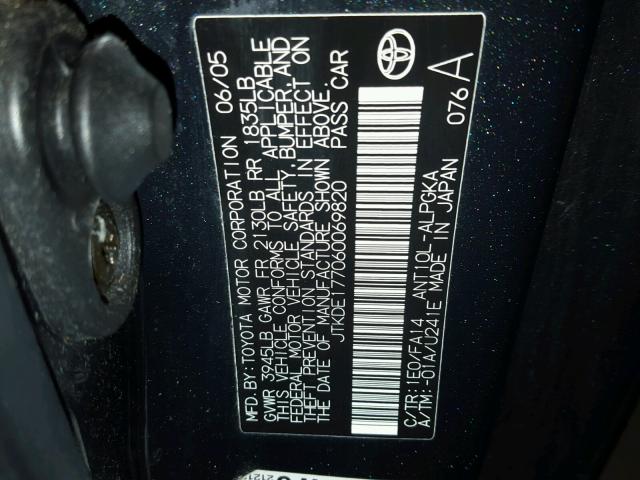 MFD. BY: TOYOTA MOTOR CORPORATION 06/05
GVWR 3945LB GAWR FR 2130LB RR 1835LB
THIS VEHICLE CONFORMS TO ALL APPLICABLE
FEDERAL MOTOR VEHICLE SAFETY, BUMPER, AND
THEFT PREVENTION STANDARDS IN EFFECT ON
THE DATE OF MANUFACTURE SHOWN ABOVE.
JTKDE177060069820 PASS CAR
C/TR: 1E0/FA14 ANT10L-ALPGKA 076 A
A/TM: -01A/U241E MADE IN JAPAN